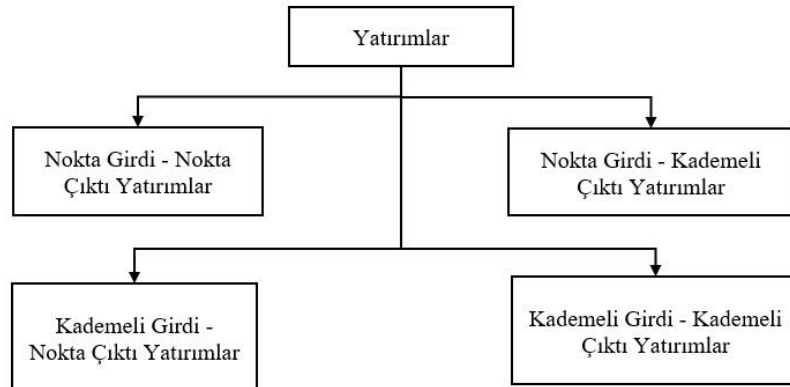 Yatırımlar
Nokta Girdi - Nokta
Çıktı Yatırımlar
Nokta Girdi - Kademeli
Çıktı Yatırımlar
Kademeli Girdi -
Nokta Çıktı Yatırımlar
Kademeli Girdi - Kademeli
Çıktı Yatırımlar